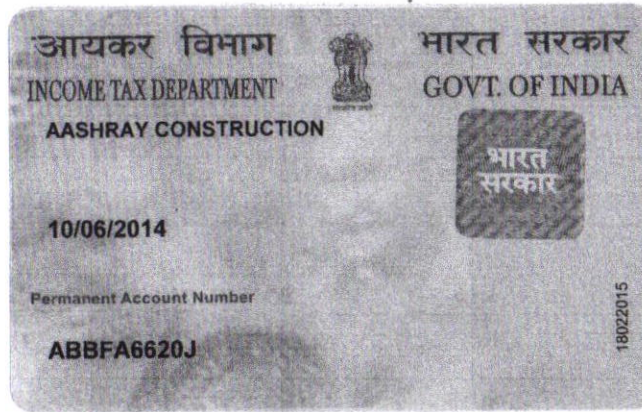 आयकर विभाग
भारत सरकार
INCOME TAX DEPARTMENT
GOVT. OF INDIA
AASHRAY CONSTRUCTION
भारत
सरकार
10/06/2014
Permanent Account Number
ABBFA6620J
18022015